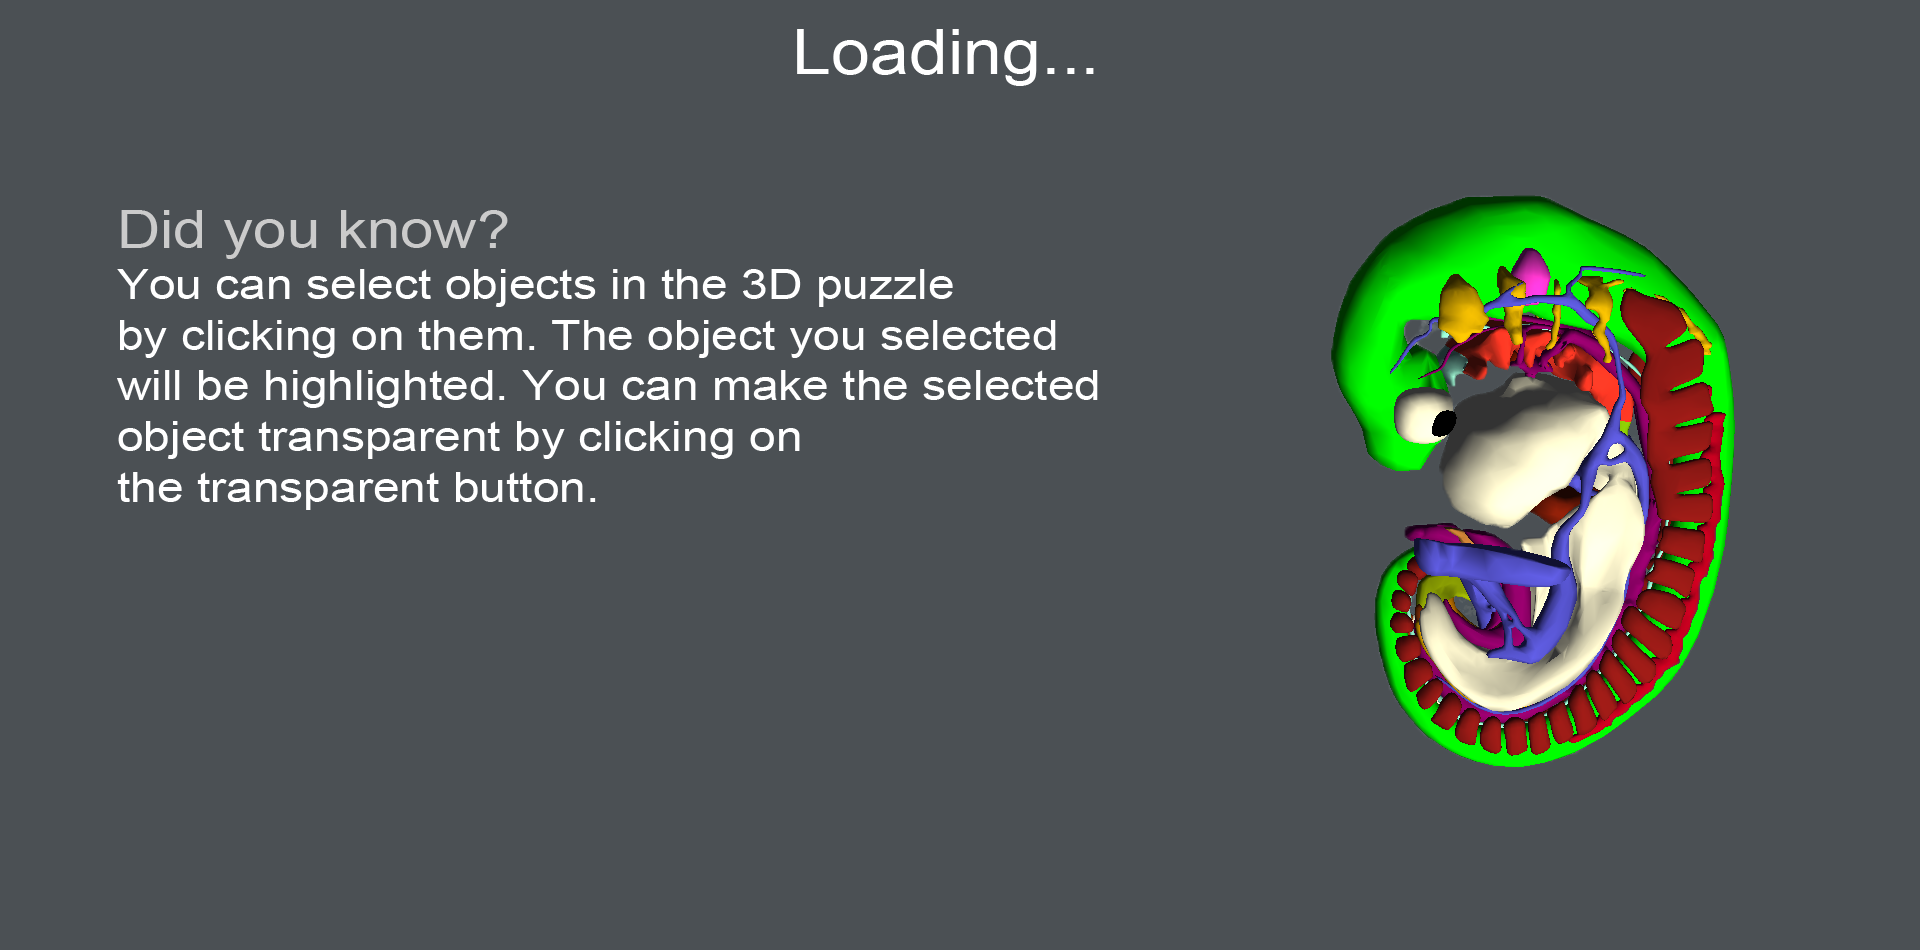 Loading...
Did you know?
You can select objects in the 3D puzzle
by clicking on them. The object you selected
will be highlighted. You can make the selected
object transparent by clicking on
the transparent button.